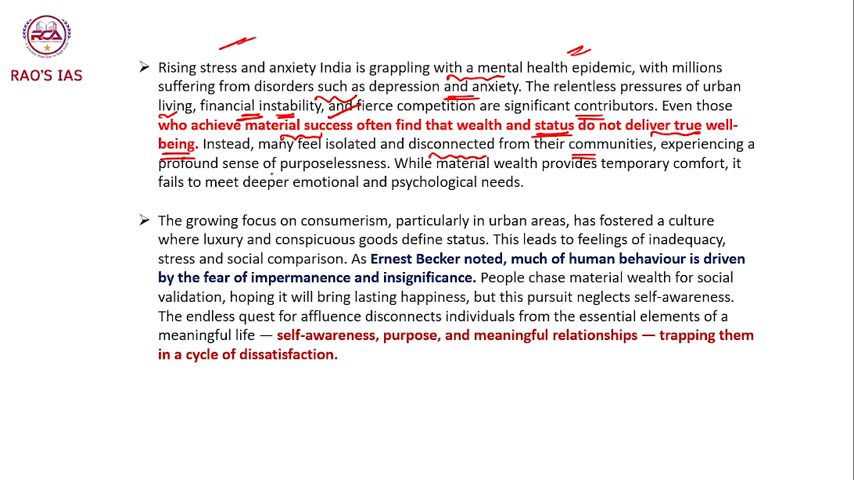 RCA
RAO'S IAS
➢ Rising stress and anxiety India is grappling with a mental health epidemic, with millions
suffering from disorders such as depression and anxiety. The relentless pressures of urban
living, financial instability, and fierce competition are significant contributors. Even those
who achieve material success often find that wealth and status do not deliver true well-
being. Instead, many feel isolated and disconnected from their communities, experiencing a
profound sense of purposelessness. While material wealth provides temporary comfort, it
fails to meet deeper emotional and psychological needs.
➢ The growing focus on consumerism, particularly in urban areas, has fostered a culture
where luxury and conspicuous goods define status. This leads to feelings of inadequacy,
stress and social comparison. As Ernest Becker noted, much of human behaviour is driven
by the fear of impermanence and insignificance. People chase material wealth for social
validation, hoping it will bring lasting happiness, but this pursuit neglects self-awareness.
The endless quest for affluence disconnects individuals from the essential elements of a
meaningful life — self-awareness, purpose, and meaningful relationships — trapping them
in a cycle of dissatisfaction.